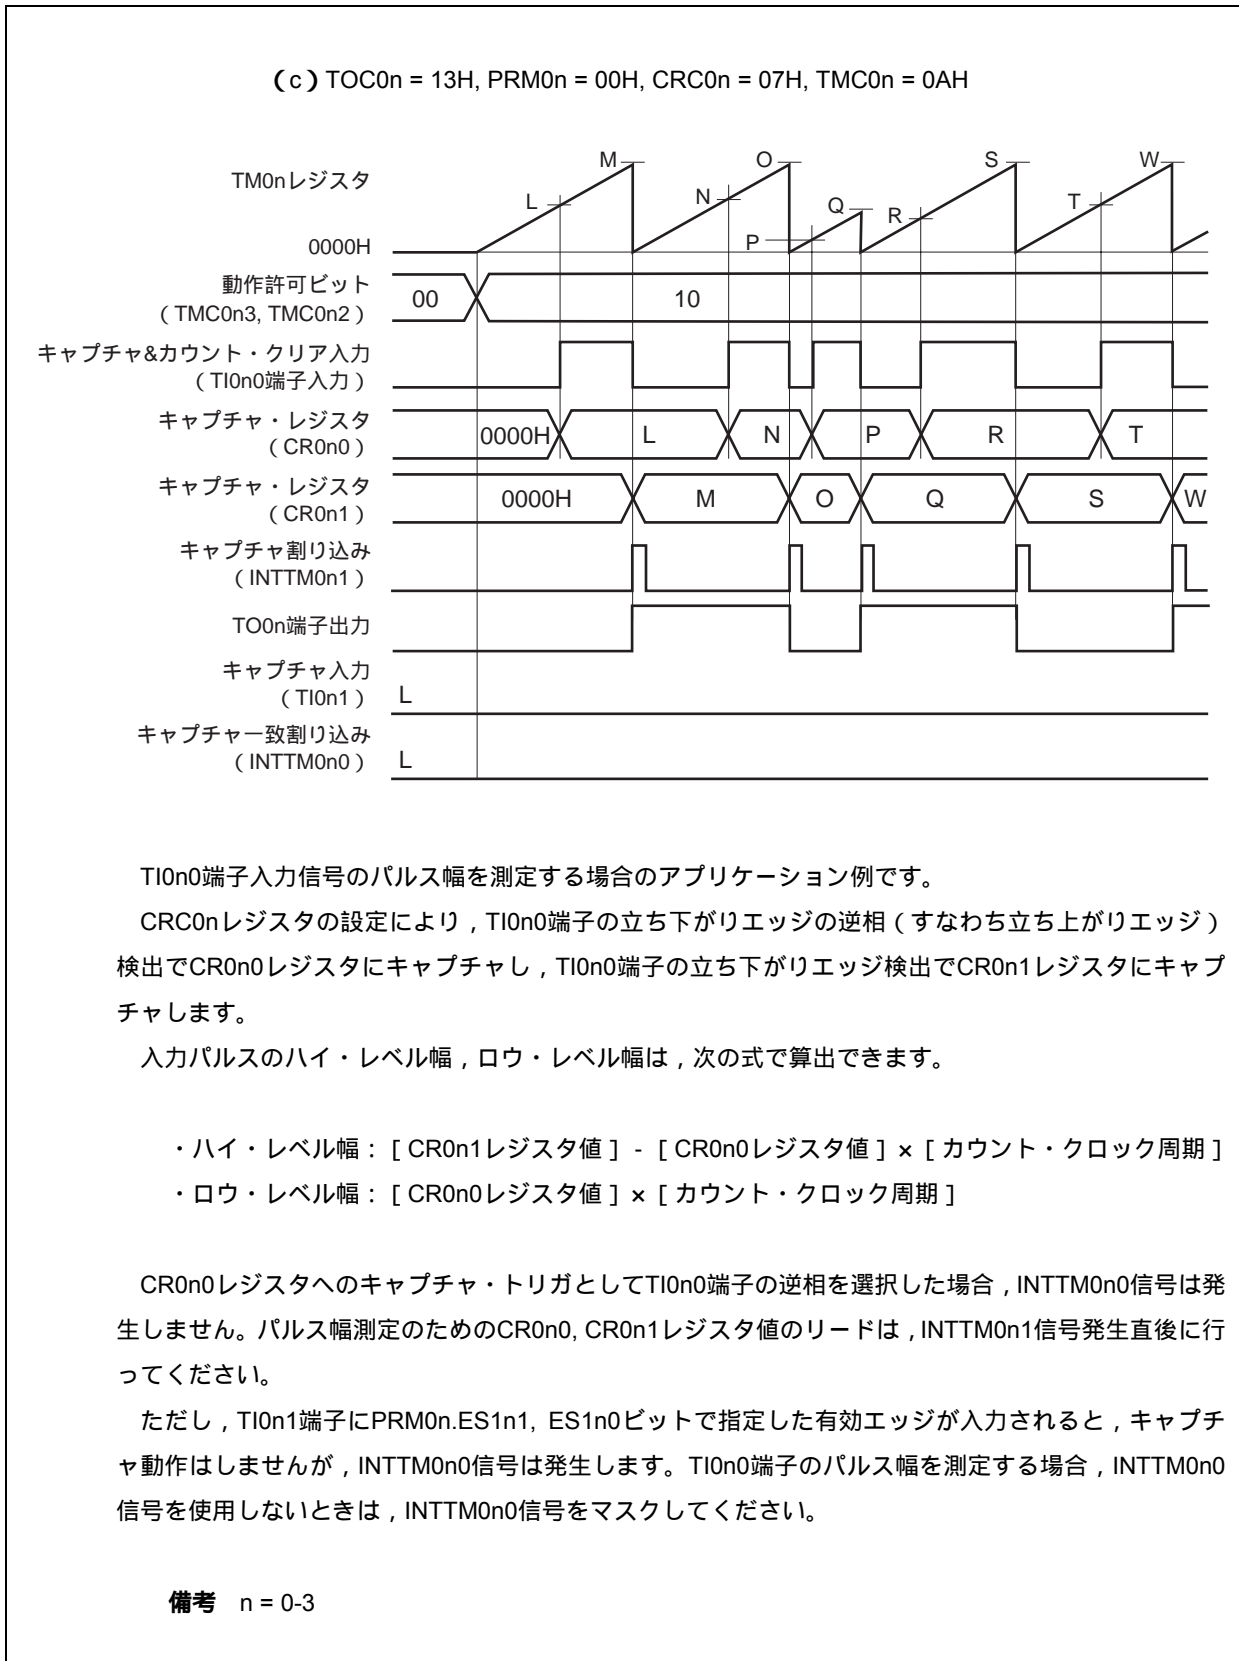 （c）TOC0n = 13H, PRM0n = 00H, CRC0n = 07H, TMC0n = 0AH
M O S W
TM0nレジスタ
L N Q R T
P
0000H
動作許可ビット
（TMC0n3, TMC0n2）
00 10
キャプチャ&カウント・クリア入力
（TI0n0端子入力）
キャプチャ・レジスタ
（CR0n0）
0000H L N P R T
キャプチャ・レジスタ
（CR0n1）
0000H M O Q S W
キャプチャ割り込み
（INTTM0n1）
TO0n端子出力
キャプチャ入力
（TI0n1）
L
キャプチャ一致割り込み
（INTTM0n0）
L
TI0n0端子入力信号のパルス幅を測定する場合のアプリケーション例です。
CRC0nレジスタの設定により，TI0n0端子の立ち下がりエッジの逆相（すなわち立ち上がりエッジ）
検出でCR0n0レジスタにキャプチャし，TI0n0端子の立ち下がりエッジ検出でCR0n1レジスタにキャプ
チャします。
入力パルスのハイ・レベル幅，ロウ・レベル幅は，次の式で算出できます。
・ハイ・レベル幅：［CR0n1レジスタ値］-［CR0n0レジスタ値］×［カウント・クロック周期］
・ロウ・レベル幅：［CR0n0レジスタ値］×［カウント・クロック周期］
CR0n0レジスタへのキャプチャ・トリガとしてTI0n0端子の逆相を選択した場合，INTTM0n0信号は発
生しません。パルス幅測定のためのCR0n0, CR0n1レジスタ値のリードは，INTTM0n1信号発生直後に行
ってください。
ただし，TI0n1端子にPRM0n.ES1n1, ES1n0ビットで指定した有効エッジが入力されると，キャプチ
ャ動作はしませんが，INTTM0n0信号は発生します。TI0n0端子のパルス幅を測定する場合，INTTM0n0
信号を使用しないときは，INTTM0n0信号をマスクしてください。
備考 n = 0-3